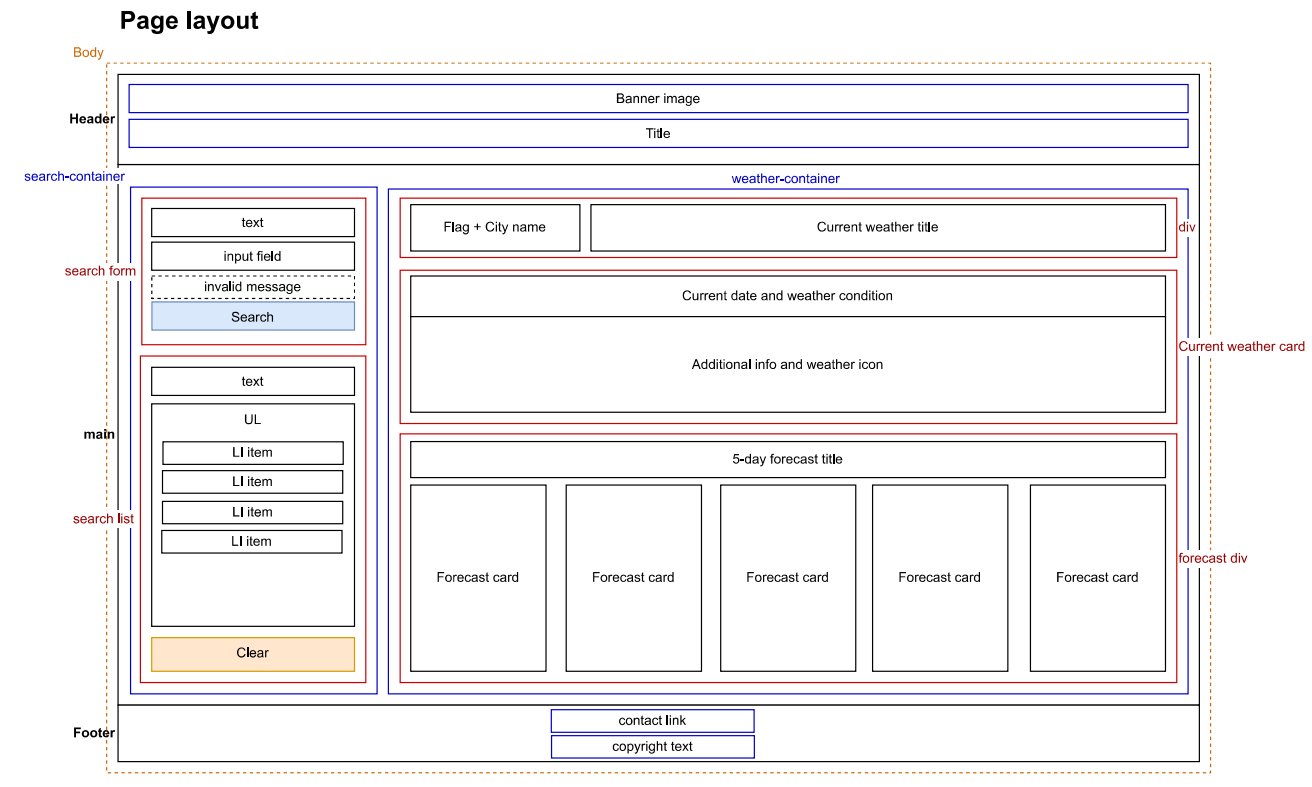 Page layout
Body
Banner image
Header
Title
search-container
weather-container
text
input field
search form
invalid message
Search
text
UL
LI item
LI item
LI item
LI item
main
search list
Clear
Flag + City name
Current weather title
div
Current date and weather condition
Additional info and weather icon
Current weather card
5-day forecast title
Forecast card
Forecast card
Forecast card
Forecast card
Forecast card
forecast div
Footer
contact link
copyright text